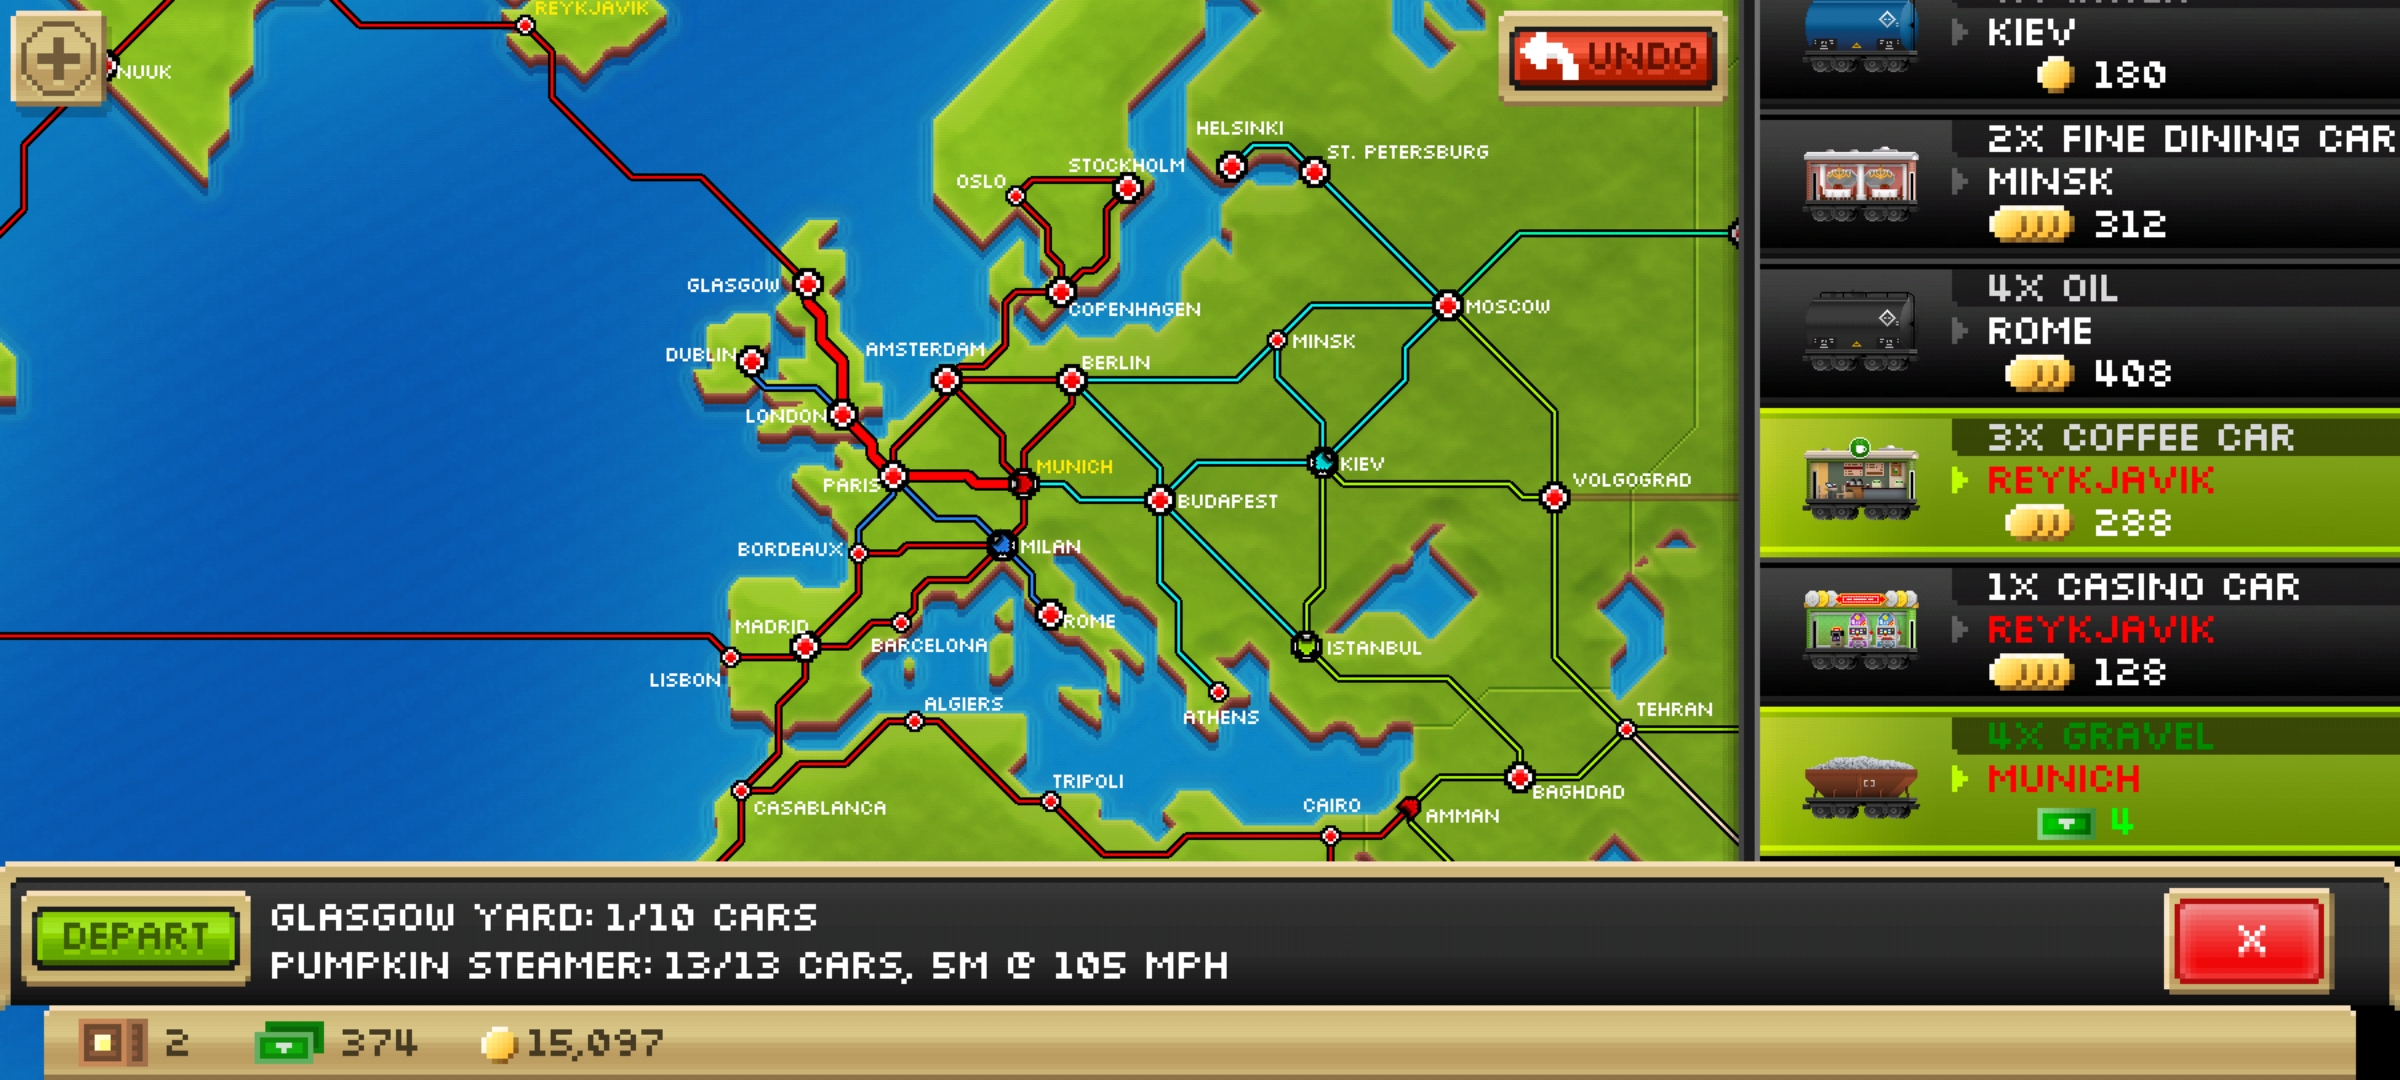 REYKJAVIK
NUUK
UNDO
HELSINKI
ST. PETERSBURG
STOCKHOLM
OSLO
GLASGOW
COPENHAGEN
MOSCOW
DUBLIN
AMSTERDAM
BERLIN
MINSK
LONDON
MUNICH
KIEV
PARIS
BUDAPEST
VOLGOGRAD
BORDEAUX
MILAN
MADRID
ROME
BARCELONA
ISTANBUL
LISBON
ALGIERS
ATHENS
TEHRAN
TRIPOLI
CASABLANCA
CAIRO
AMMAN
BAGHDAD
KIEV
180
2X FINE DINING CAR
MINSK
312
4X OIL
ROME
408
3X COFFEE CAR
REYKJAVIK
288
1X CASINO CAR
REYKJAVIK
128
4X GRAVEL
MUNICH
4
DEPART
GLASGOW YARD: 1/10 CARS
PUMPKIN STEAMER: 13/13 CARS, 5M @ 105 MPH
X
2
374
15,097